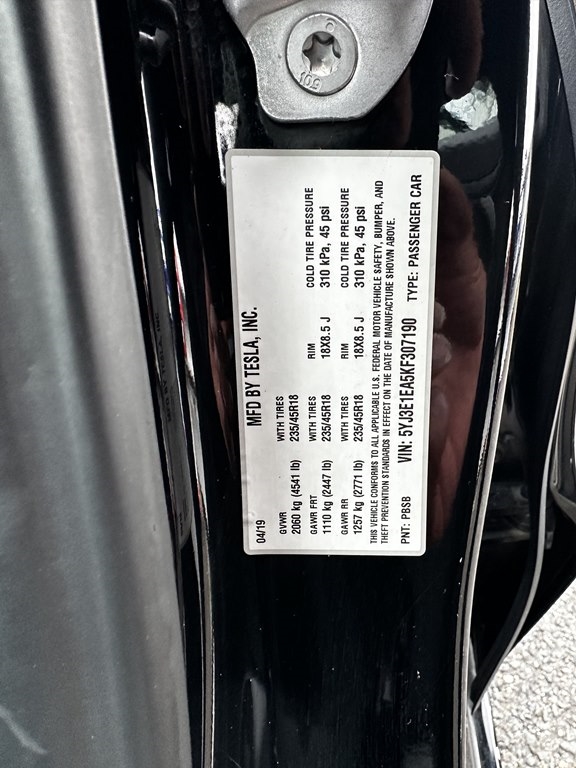 10.9
04/19 MFD BY TESLA, INC.
GVWR WITH TIRES
2060 kg (4541 lb) 235/45R18
GAWR FRT WITH TIRES RIM COLD TIRE PRESSURE
1110 kg (2447 lb) 235/45R18 18X8.5 J 310 kPa, 45 psi
GAWR RR WITH TIRES RIM COLD TIRE PRESSURE
1257 kg (2771 lb) 235/45R18 18X8.5 J 310 kPa, 45 psi
THIS VEHICLE CONFORMS TO ALL APPLICABLE U.S. FEDERAL MOTOR VEHICLE SAFETY, BUMPER, AND
THEFT PREVENTION STANDARDS IN EFFECT ON THE DATE OF MANUFACTURE SHOWN ABOVE.
PNT: PBSB VIN: 5YJ3E1EA5KF307190 TYPE: PASSENGER CAR